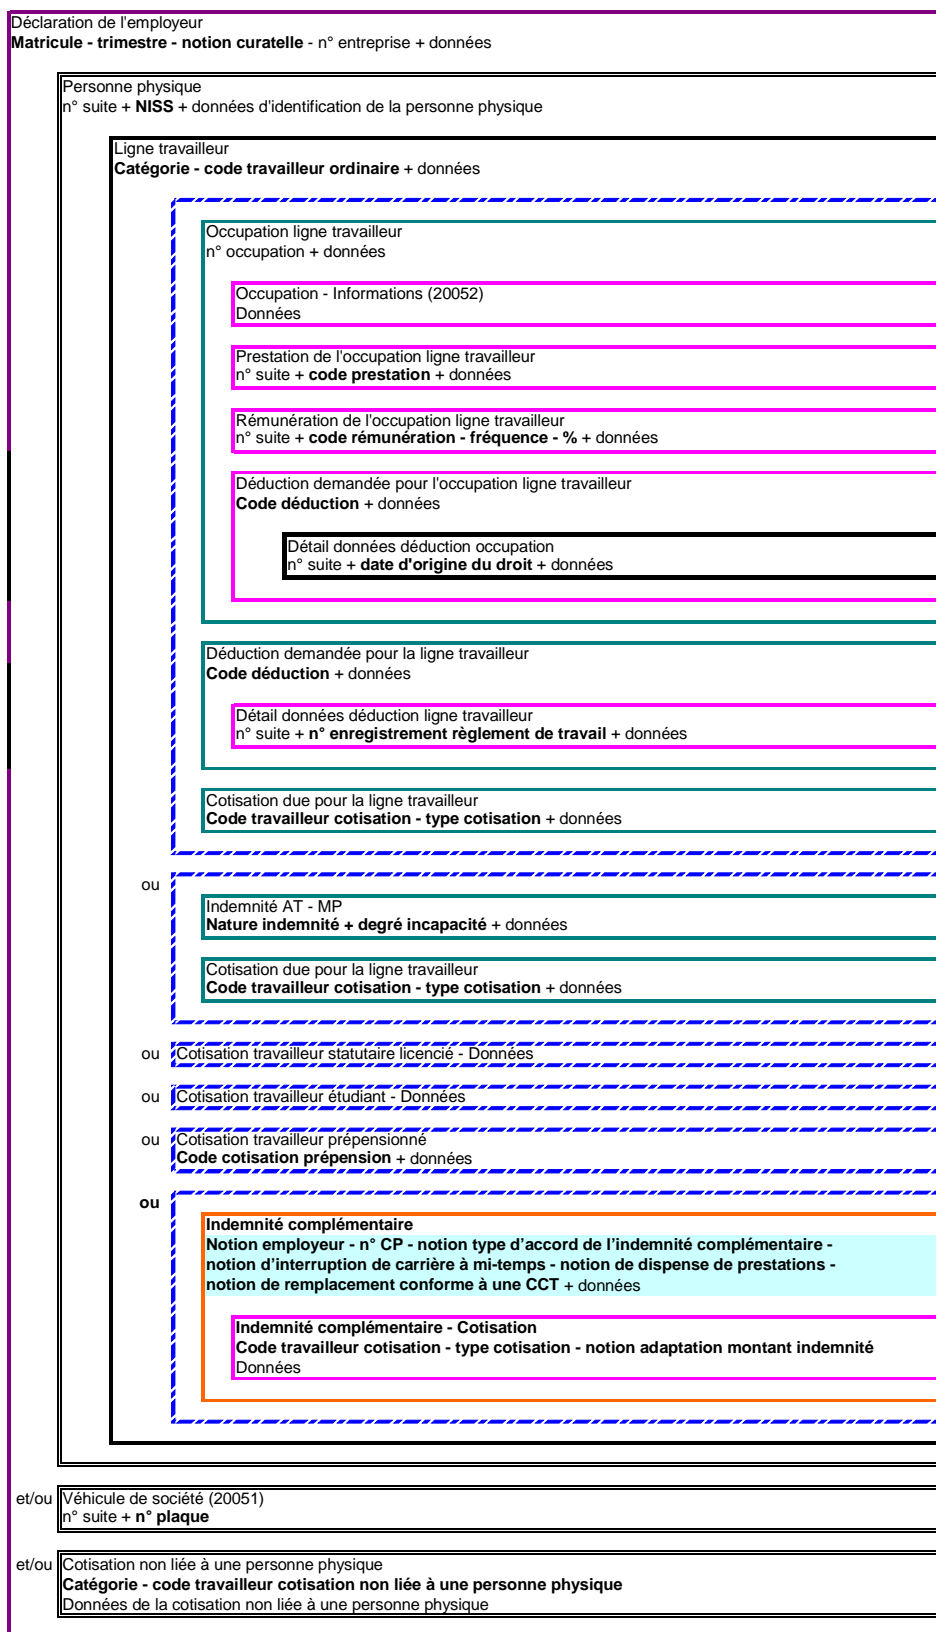 Déclaration de l'employeur
Matricule - trimestre - notion curatelle - n° entreprise + données
Personne physique
n° suite + NISS + données d'identification de la personne physique
Ligne travailleur
Catégorie - code travailleur ordinaire + données
Occupation ligne travailleur
n° occupation + données
Occupation - Informations (20052)
Données
Prestation de l'occupation ligne travailleur
n° suite + code prestation + données
Rémunération de l'occupation ligne travailleur
n° suite + code rémunération - fréquence - % + données
Déduction demandée pour l'occupation ligne travailleur
Code déduction + données
Détail données déduction occupation
n° suite + date d'origine du droit + données
Déduction demandée pour la ligne travailleur
Code déduction + données
Détail données déduction ligne travailleur
n° suite + n° enregistrement règlement de travail + données
Cotisation due pour la ligne travailleur
Code travailleur cotisation - type cotisation + données
ou
Indemnité AT - MP
Nature indemnité + degré incapacité + données
Cotisation due pour la ligne travailleur
Code travailleur cotisation - type cotisation + données
ou Cotisation travailleur statutaire licencié - Données
ou Cotisation travailleur étudiant - Données
ou Cotisation travailleur prépensionné
Code cotisation prépension + données
ou
Indemnité complémentaire
Notion employeur - n° CP - notion type d’accord de l’indemnité complémentaire -
notion d’interruption de carrière à mi-temps - notion de dispense de prestations -
notion de remplacement conforme à une CCT + données
Indemnité complémentaire - Cotisation
Code travailleur cotisation - type cotisation - notion adaptation montant indemnité
Données
et/ou Véhicule de société (20051)
n° suite + n° plaque
et/ou Cotisation non liée à une personne physique
Catégorie - code travailleur cotisation non liée à une personne physique
Données de la cotisation non liée à une personne physique